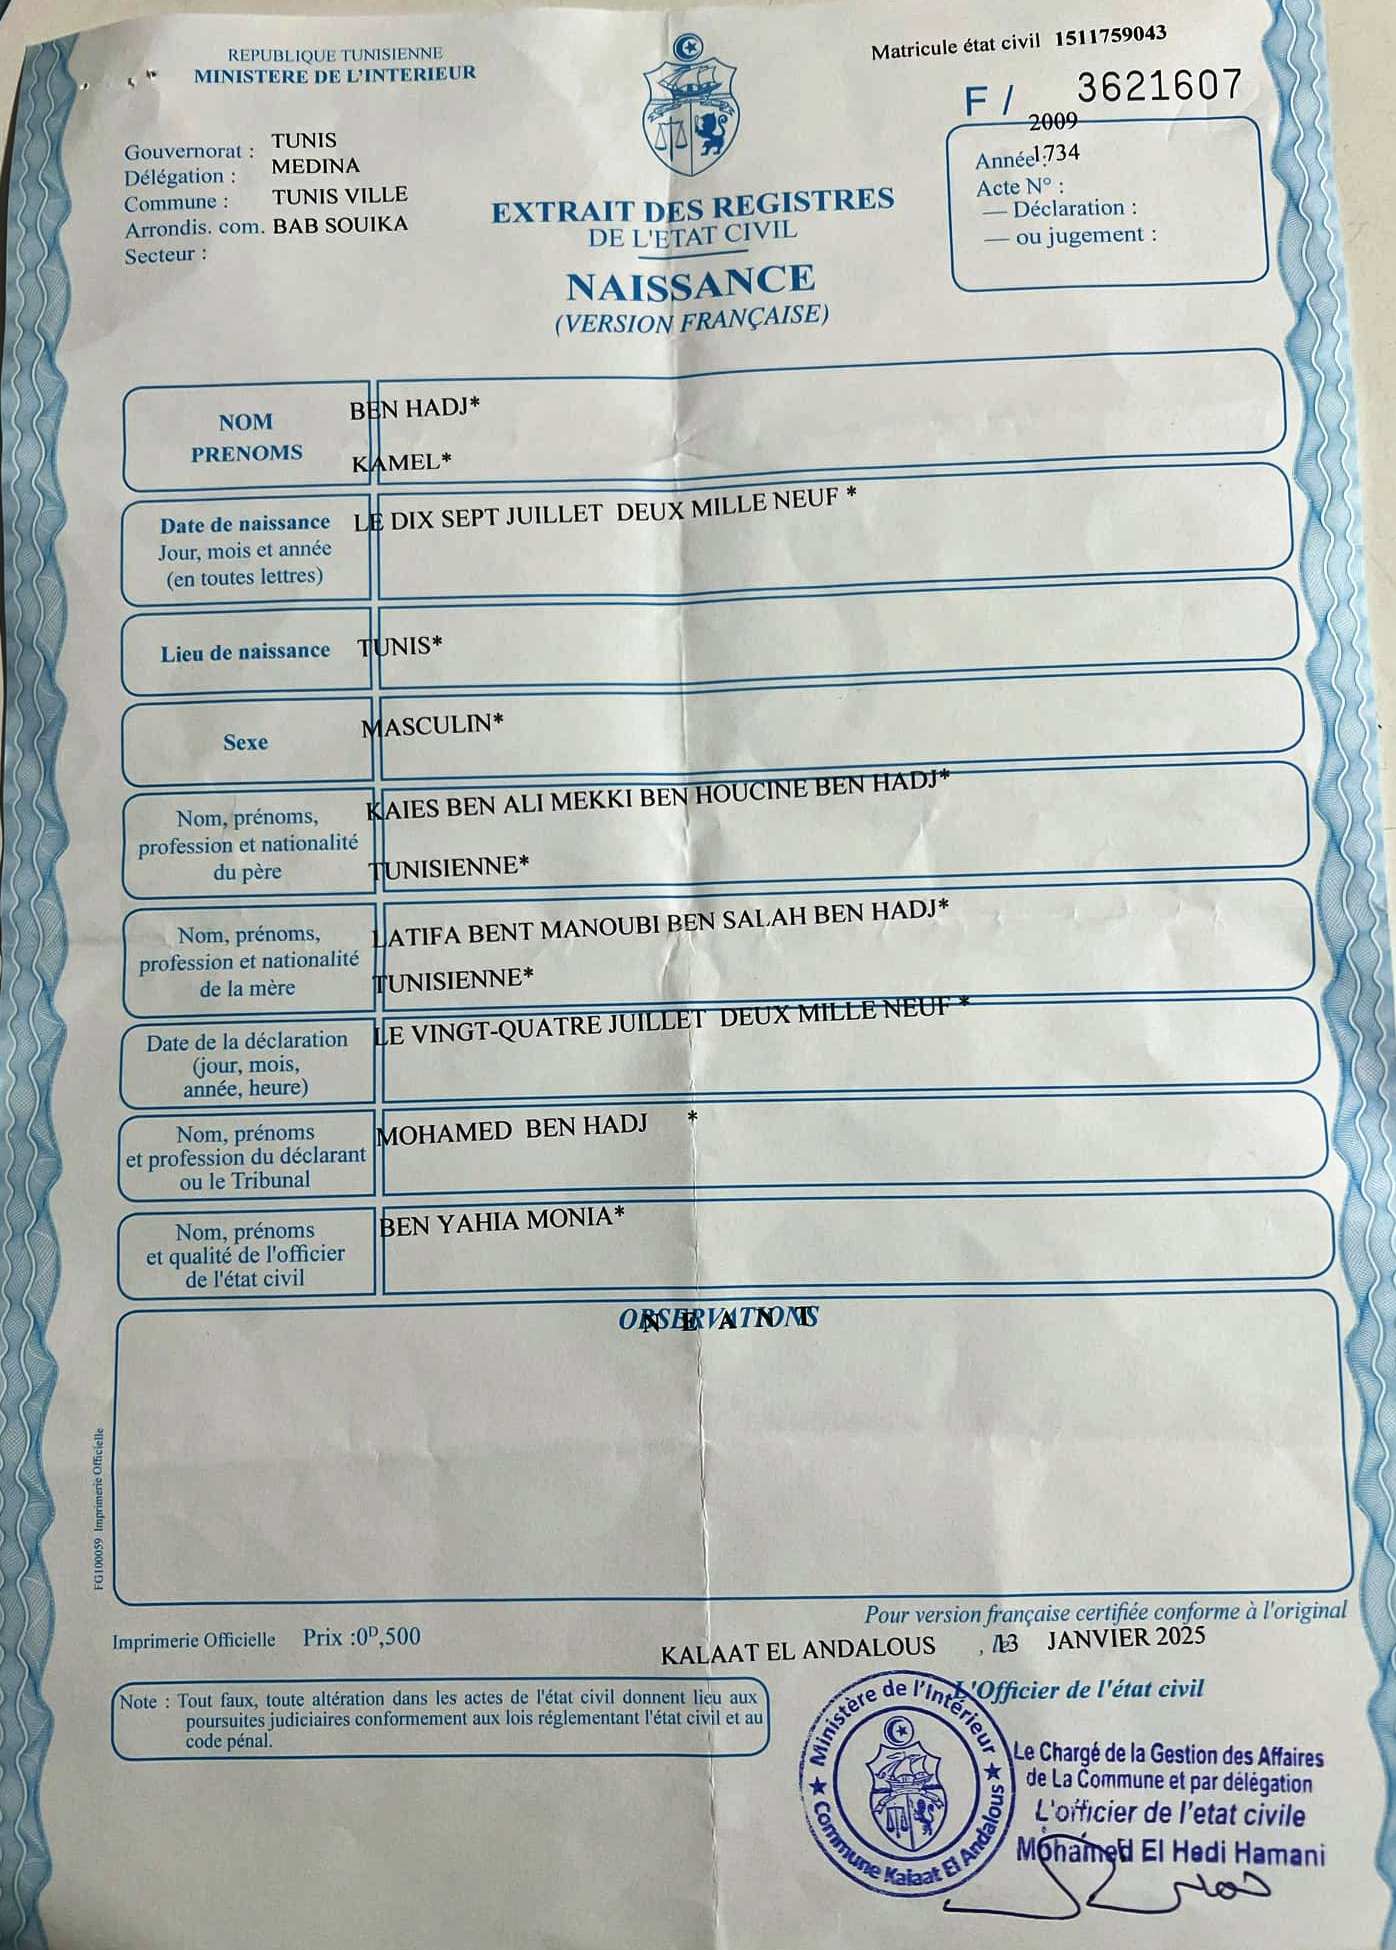 REPUBLIQUE TUNISIENNE
MINISTERE DE L'INTERIEUR
Matricule état civil 1511759043
F / 3621607
Gouvernorat : TUNIS
Délégation : MEDINA
Commune : TUNIS VILLE
Arrondis. com. BAB SOUIKA
Secteur :
2009
Année : 1734
Acte N° :
— Déclaration :
— ou jugement :
EXTRAIT DES REGISTRES
DE L'ETAT CIVIL
NAISSANCE
(VERSION FRANÇAISE)
NOM
PRENOMS
BEN HADJ*
KAMEL*
Date de naissance
Jour, mois et année
(en toutes lettres)
LE DIX SEPT JUILLET DEUX MILLE NEUF *
Lieu de naissance
TUNIS*
Sexe
MASCULIN*
Nom, prénoms,
profession et nationalité
du père
KAIES BEN ALI MEKKI BEN HOUCINE BEN HADJ*
TUNISIENNE*
Nom, prénoms,
profession et nationalité
de la mère
LATIFA BENT MANOUBI BEN SALAH BEN HADJ*
TUNISIENNE*
Date de la déclaration
(jour, mois,
année, heure)
LE VINGT-QUATRE JUILLET DEUX MILLE NEUF *
Nom, prénoms
et profession du déclarant
ou le Tribunal
MOHAMED BEN HADJ *
Nom, prénoms
et qualité de l'officier
de l'état civil
BEN YAHIA MONIA*
OBSERVATIONS
N E A N T
FG100059 Imprimerie Officielle
Pour version française certifiée conforme à l'original
Imprimerie Officielle Prix :0D,500
KALAAT EL ANDALOUS , 13 JANVIER 2025
Note : Tout faux, toute altération dans les actes de l'état civil donnent lieu aux
poursuites judiciaires conformement aux lois réglementant l'état civil et au
code pénal.
L'Officier de l'état civil
Ministère de l'Intérieur
Commune Kalaat El Andalous
Le Chargé de la Gestion des Affaires
de La Commune et par délégation
L'officier de l'etat civile
Mohamed El Hedi Hamani